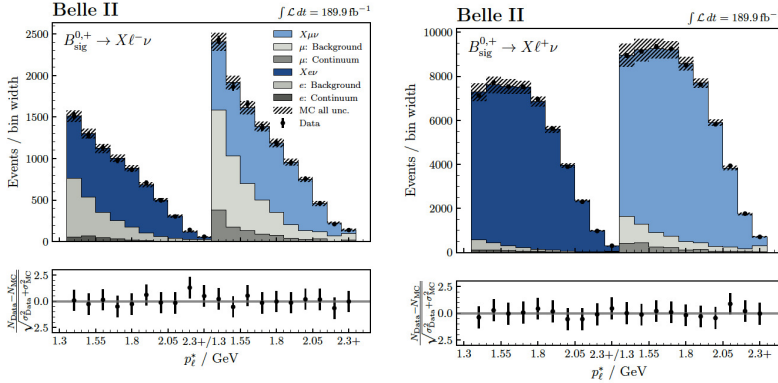 Belle II
∫ L dt = 189.9 fb⁻¹
B⁰,⁺sig → Xℓ⁻ν
Xμν
μ: Background
μ: Continuum
Xeν
e: Background
e: Continuum
MC all unc.
Data
Events / bin width
2500
2000
1500
1000
500
0
N_Data−N_MC / √(σ²_Data+σ²_MC)
2.5
0.0
−2.5
1.3 1.55 1.8 2.05 2.3+/1.3 1.55 1.8 2.05 2.3+
p*ℓ / GeV
Belle II
∫ L dt = 189.9 fb⁻¹
B⁰,⁺sig → Xℓ⁺ν
Events / bin width
10000
8000
6000
4000
2000
0
N_Data−N_MC / √(σ²_Data+σ²_MC)
2.5
0.0
−2.5
1.3 1.55 1.8 2.05 2.3+/1.3 1.55 1.8 2.05 2.3+
p*ℓ / GeV